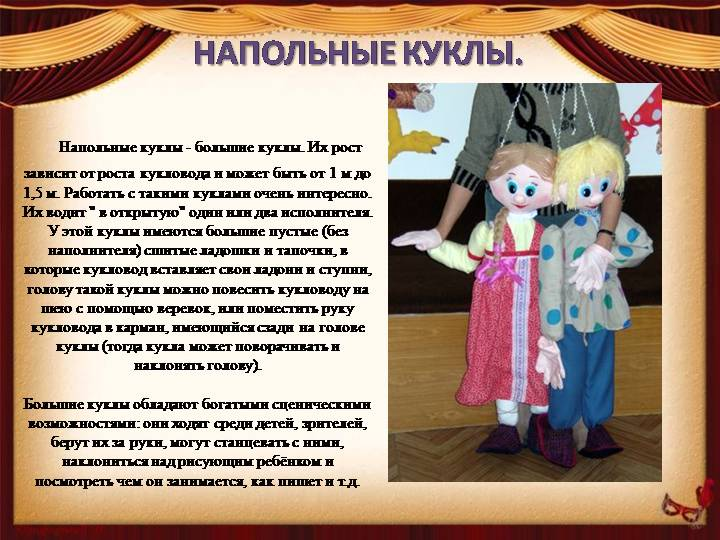 НАПОЛЬНЫЕ КУКЛЫ.
Напольные куклы - большие куклы. Их рост
зависит от роста кукловода и может быть от 1 м до
1,5 м. Работать с такими куклами очень интересно.
Их водит " в открытую" один или два исполнителя.
У этой куклы имеются большие пустые (без
наполнителя) сшитые ладошки и тапочки, в
которые кукловод вставляет свои ладони и ступни,
голову такой куклы можно повесить кукловоду на
шею с помощью веревок, или поместить руку
кукловода в карман, имеющийся сзади на голове
куклы (тогда кукла может поворачивать и
наклонять голову).
Большие куклы обладают богатыми сценическими
возможностями: они ходят среди детей, зрителей,
берут их за руки, могут станцевать с ними,
наклониться над рисующим ребёнком и
посмотреть чем он занимается, как пишет и т.д.